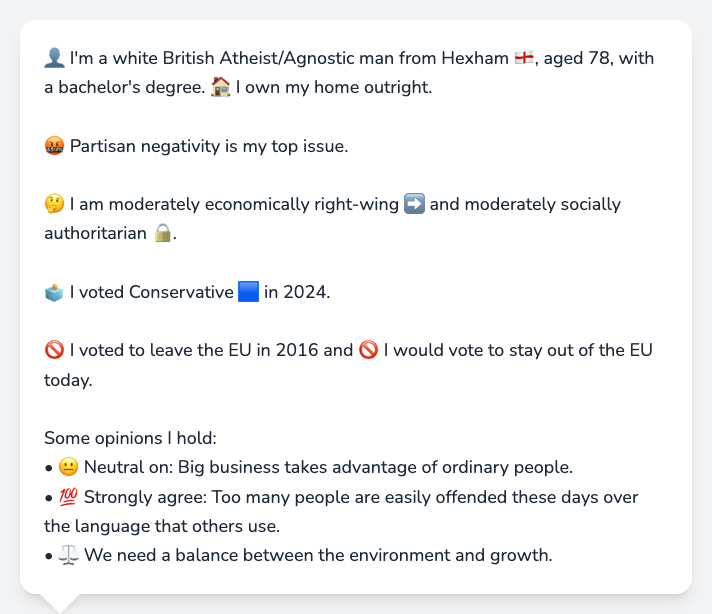 👤 I'm a white British Atheist/Agnostic man from Hexham 🏴󠁧󠁢󠁥󠁮󠁧󠁿, aged 78, with
a bachelor's degree. 🏠 I own my home outright.
🤬 Partisan negativity is my top issue.
🤔 I am moderately economically right-wing ➡️ and moderately socially
authoritarian 🔒.
🗳️ I voted Conservative 🟦 in 2024.
🚫 I voted to leave the EU in 2016 and 🚫 I would vote to stay out of the EU
today.
Some opinions I hold:
• 😐 Neutral on: Big business takes advantage of ordinary people.
• 💯 Strongly agree: Too many people are easily offended these days over
the language that others use.
• ⚖️ We need a balance between the environment and growth.